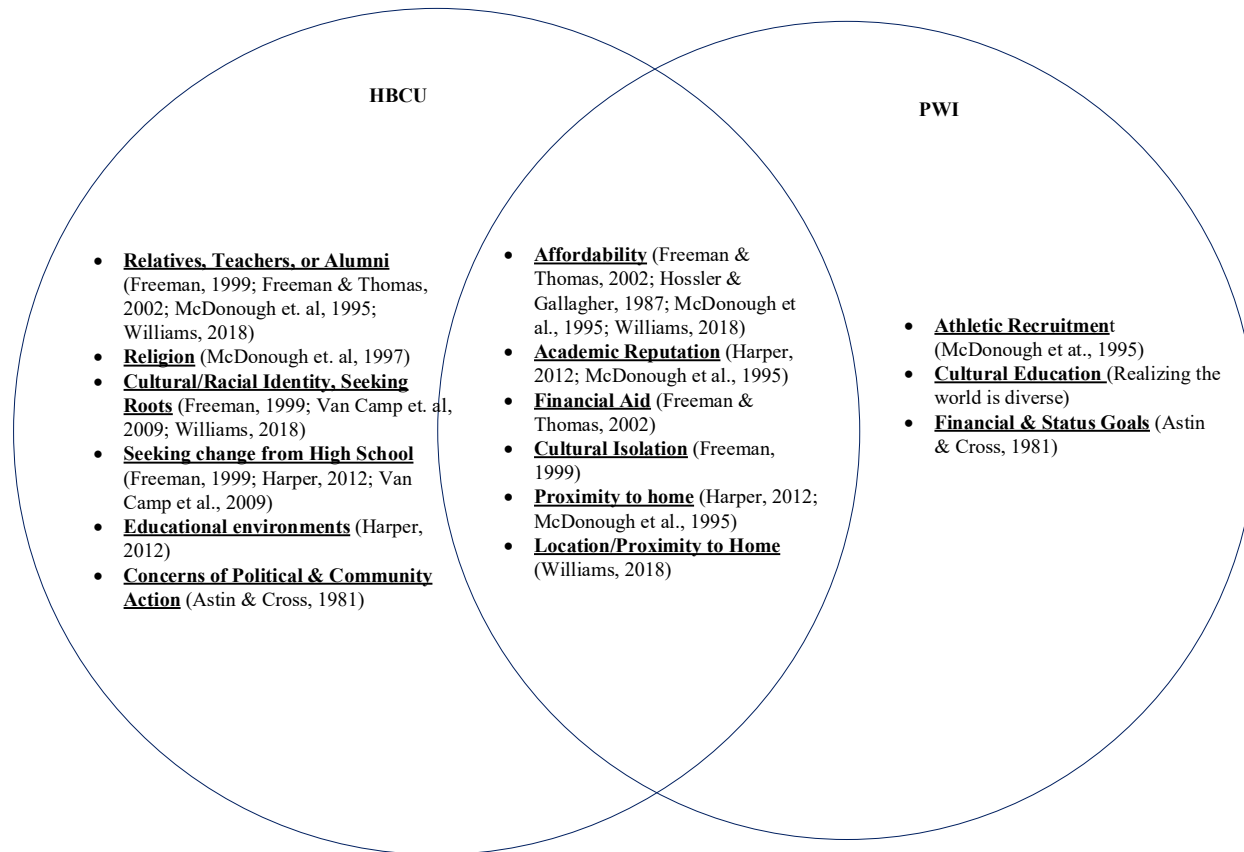 HBCU
• Relatives, Teachers, or Alumni
(Freeman, 1999; Freeman & Thomas,
2002; McDonough et. al, 1995;
Williams, 2018)
• Religion (McDonough et. al, 1997)
• Cultural/Racial Identity, Seeking
Roots (Freeman, 1999; Van Camp et. al,
2009; Williams, 2018)
• Seeking change from High School
(Freeman, 1999; Harper, 2012; Van
Camp et al., 2009)
• Educational environments (Harper,
2012)
• Concerns of Political & Community
Action (Astin & Cross, 1981)
• Affordability (Freeman &
Thomas, 2002; Hossler &
Gallagher, 1987; McDonough et
al., 1995; Williams, 2018)
• Academic Reputation (Harper,
2012; McDonough et al., 1995)
• Financial Aid (Freeman &
Thomas, 2002)
• Cultural Isolation (Freeman,
1999)
• Proximity to home (Harper, 2012;
McDonough et al., 1995)
• Location/Proximity to Home
(Williams, 2018)
PWI
• Athletic Recruitment
(McDonough et at., 1995)
• Cultural Education (Realizing the
world is diverse)
• Financial & Status Goals (Astin
& Cross, 1981)